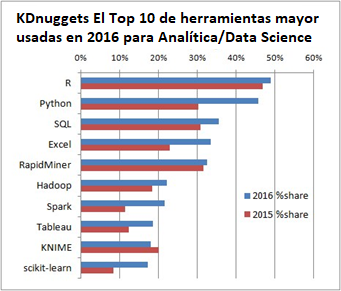 KDnuggets El Top 10 de herramientas mayor
usadas en 2016 para Analítica/Data Science
0% 10% 20% 30% 40% 50% 60%
R
Python
SQL
Excel
RapidMiner
Hadoop
Spark
Tableau
KNIME
scikit-learn
2016 %share
2015 %share